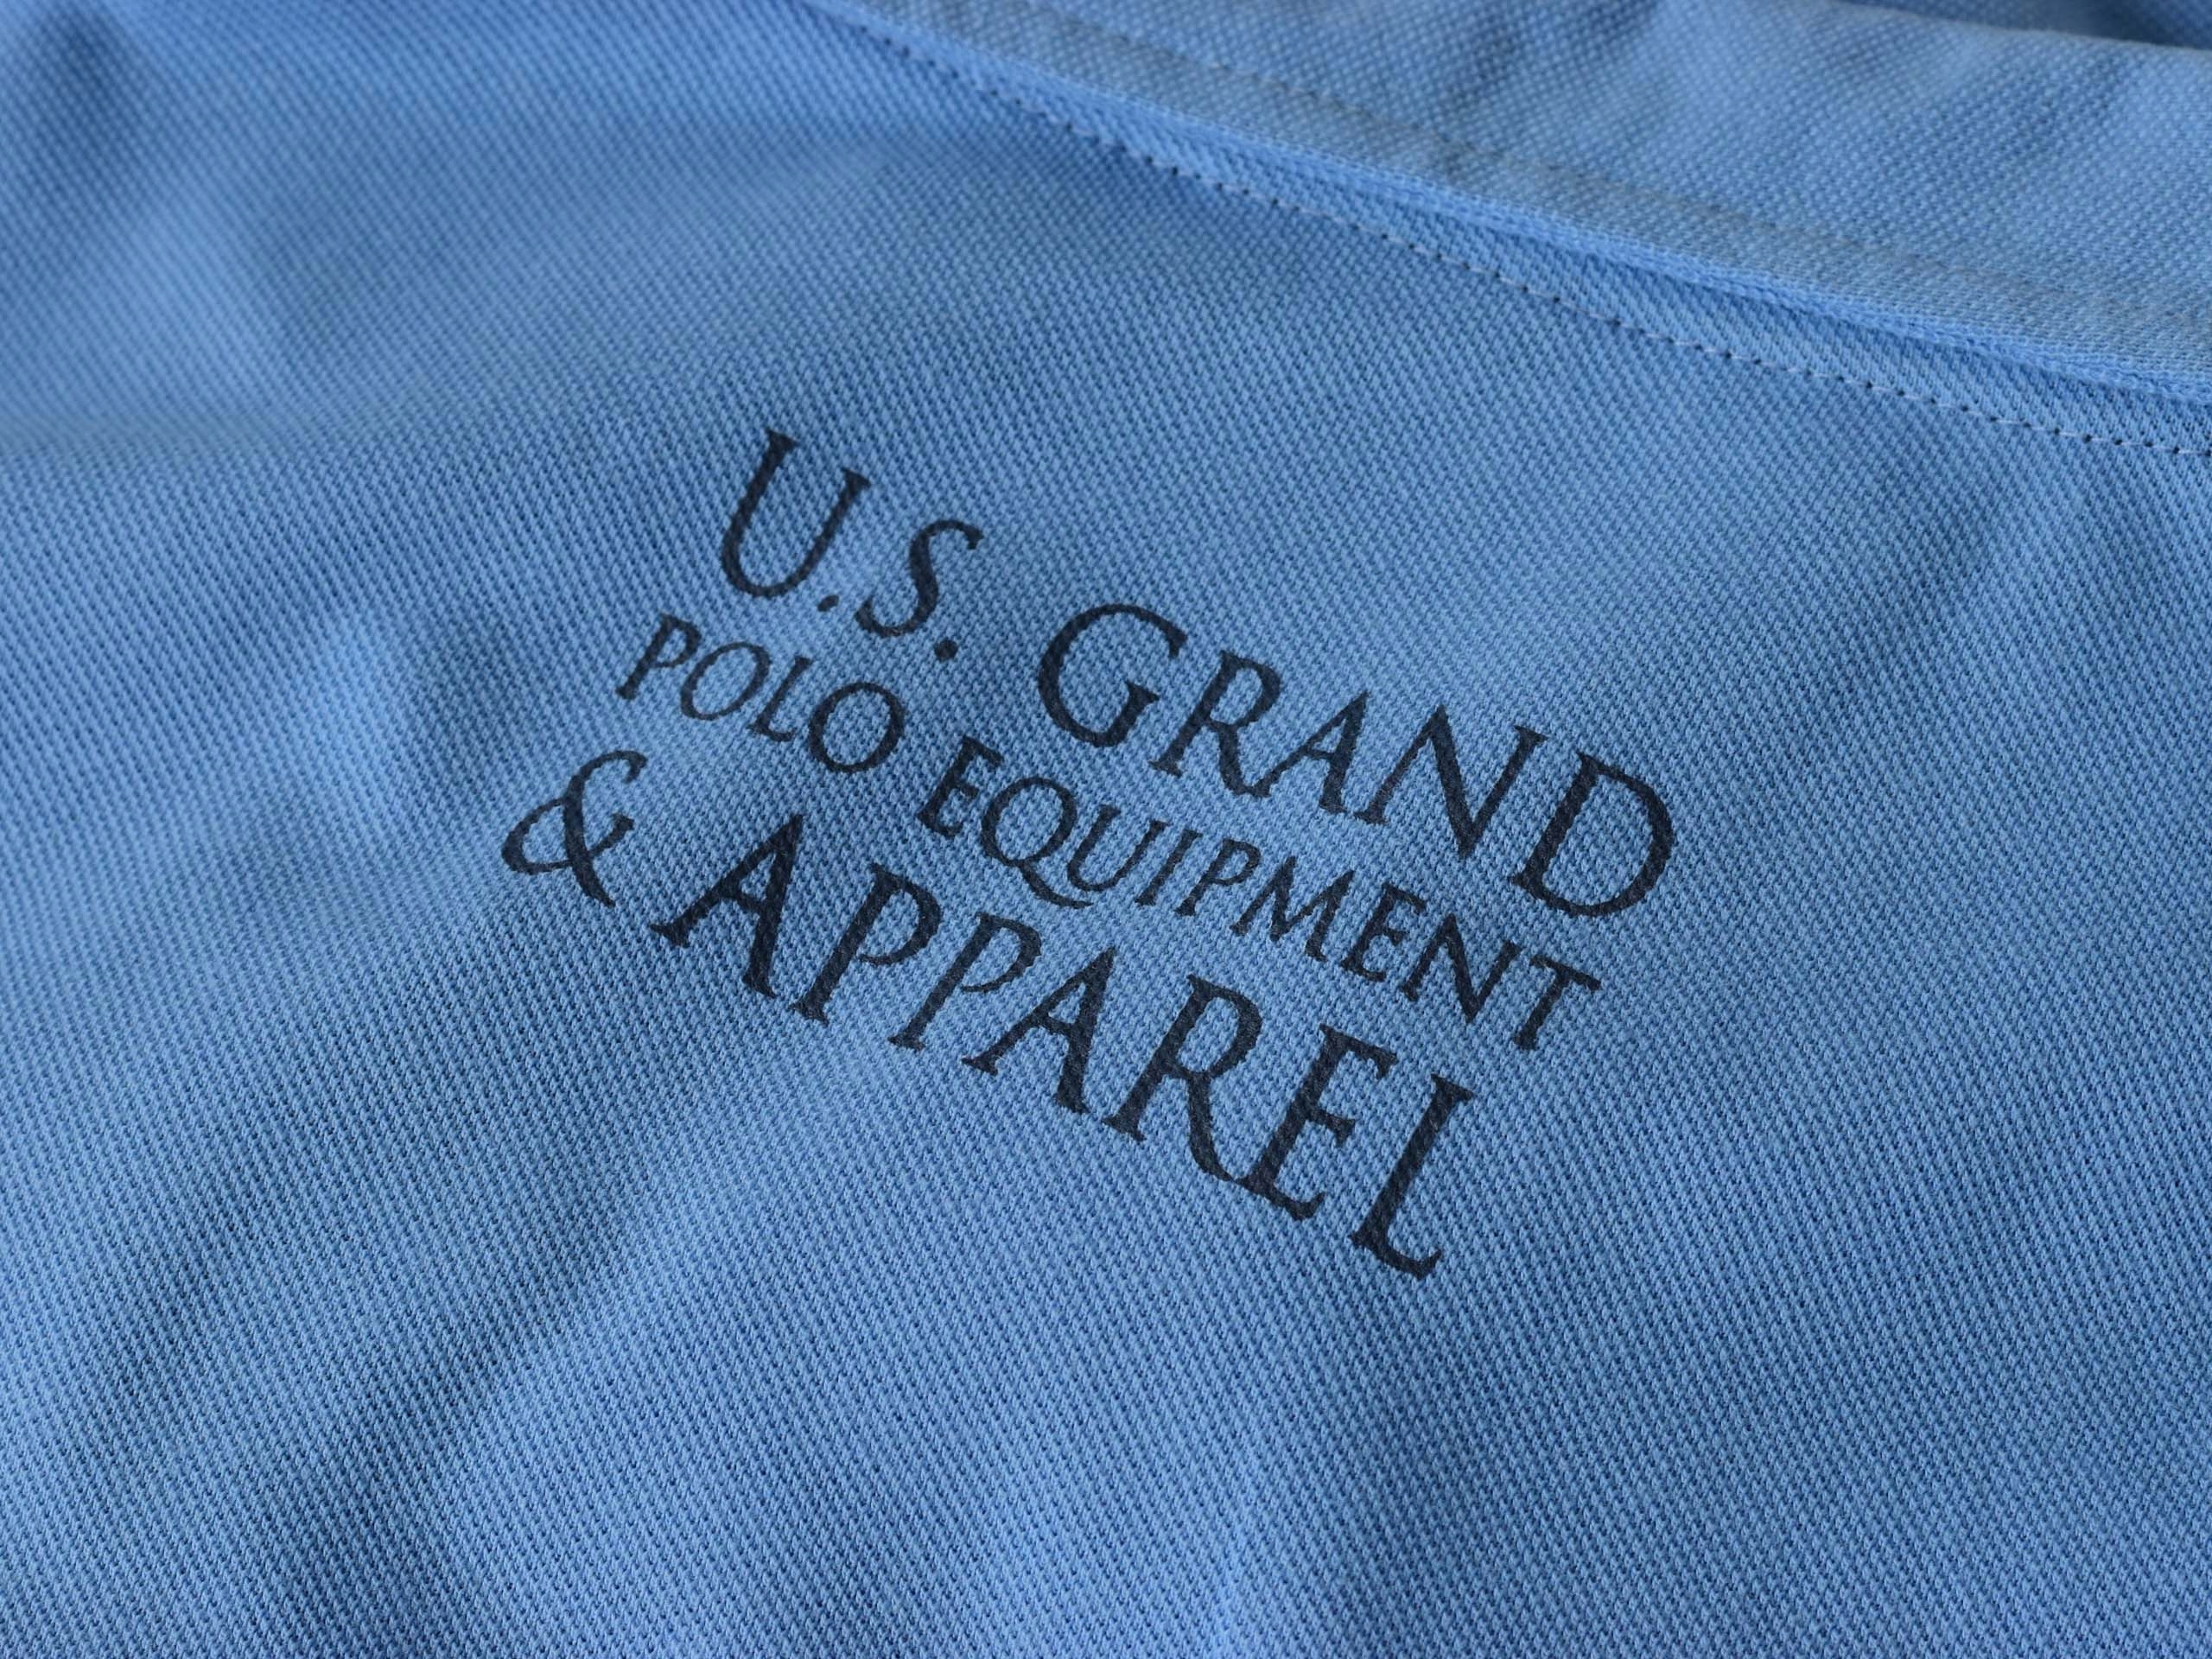 U.S. GRAND
POLO EQUIPMENT
& APPAREL